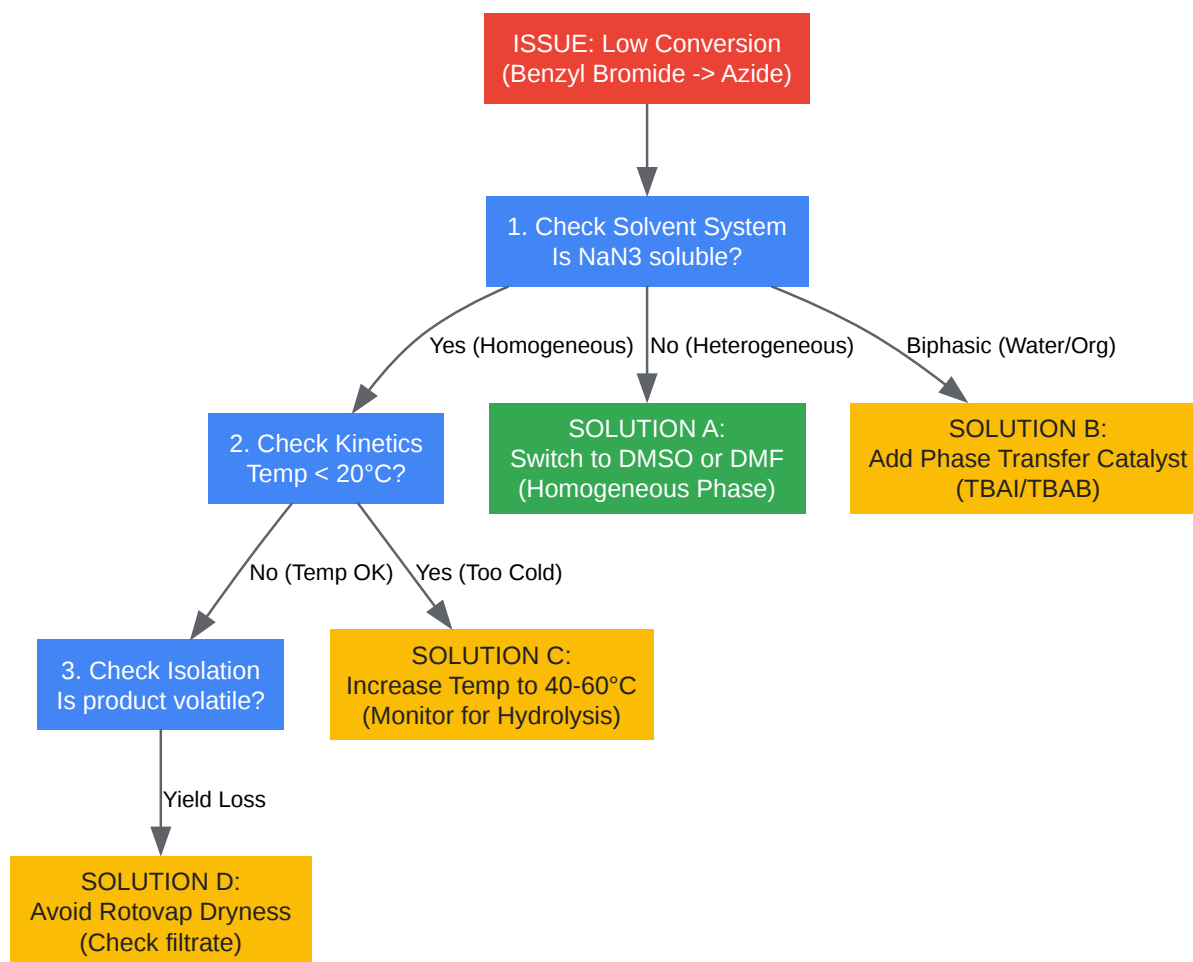 ISSUE: Low Conversion
(Benzyl Bromide -> Azide)
1. Check Solvent System
Is NaN3 soluble?
Yes (Homogeneous)
No (Heterogeneous)
Biphasic (Water/Org)
2. Check Kinetics
Temp < 20°C?
SOLUTION A:
Switch to DMSO or DMF
(Homogeneous Phase)
SOLUTION B:
Add Phase Transfer Catalyst
(TBAI/TBAB)
No (Temp OK)
Yes (Too Cold)
3. Check Isolation
Is product volatile?
SOLUTION C:
Increase Temp to 40-60°C
(Monitor for Hydrolysis)
Yield Loss
SOLUTION D:
Avoid Rotovap Dryness
(Check filtrate)